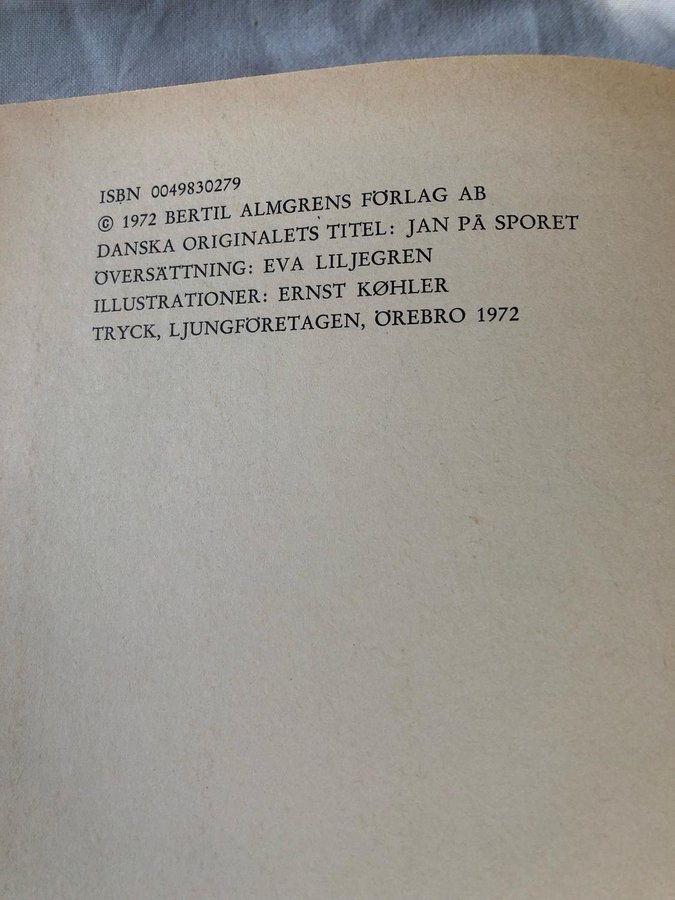 ISBN 0049830279
© 1972 BERTIL ALMGRENS FÖRLAG AB
DANSKA ORIGINALETS TITEL: JAN PÅ SPORET
ÖVERSÄTTNING: EVA LILJEGREN
ILLUSTRATIONER: ERNST KØHLER
TRYCK, LJUNGFÖRETAGEN, ÖREBRO 1972